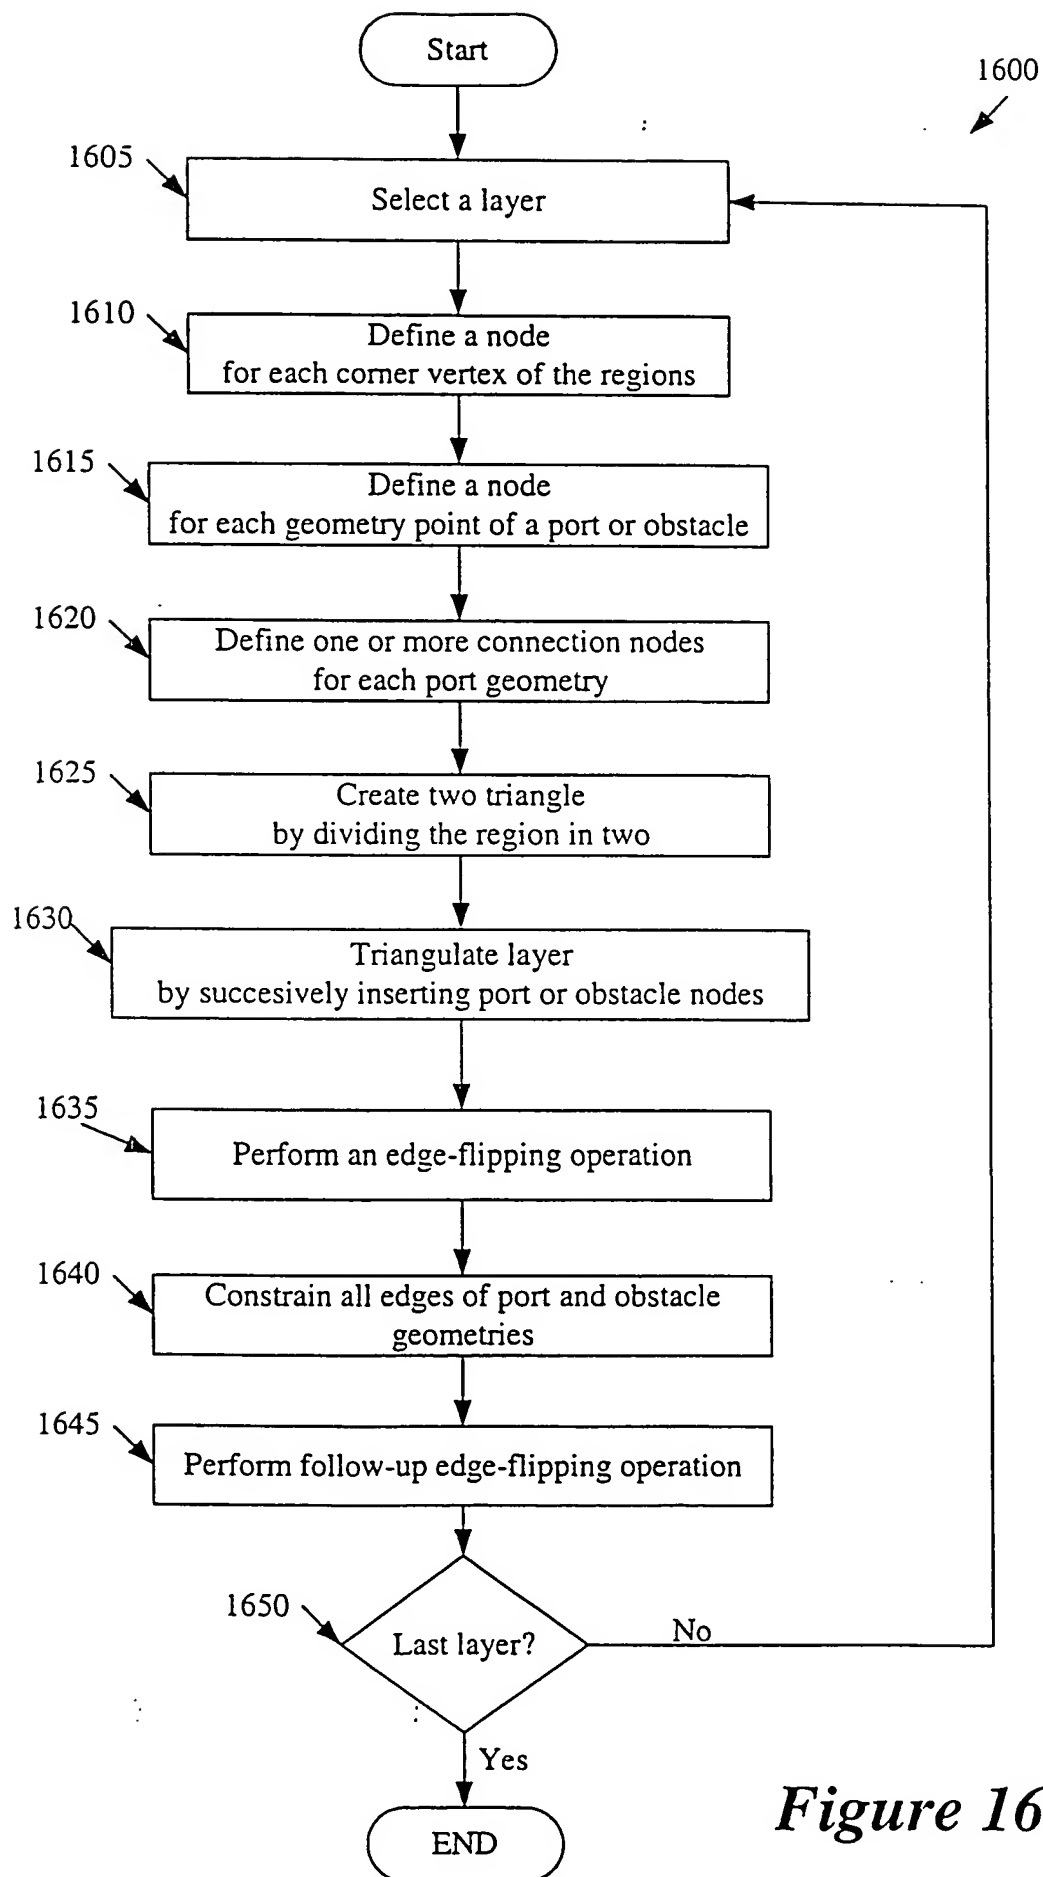 Start
1600
1605
Select a layer
1610
Define a node
for each corner vertex of the regions
1615
Define a node
for each geometry point of a port or obstacle
1620
Define one or more connection nodes
for each port geometry
1625
Create two triangle
by dividing the region in two
1630
Triangulate layer
by succesively inserting port or obstacle nodes
1635
Perform an edge-flipping operation
1640
Constrain all edges of port and obstacle
geometries
1645
Perform follow-up edge-flipping operation
1650
Last layer?
No
Yes
END
Figure 16